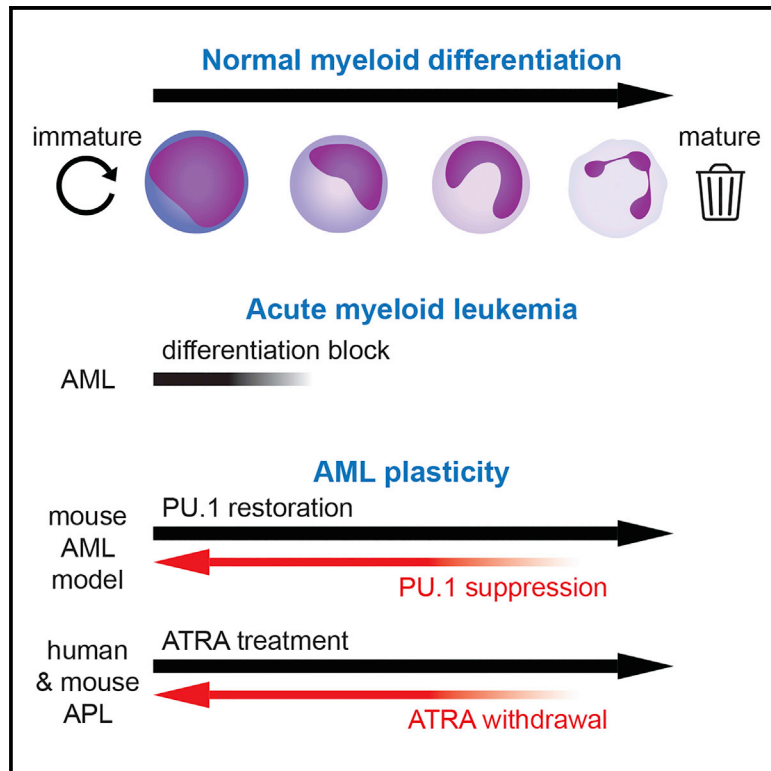 Normal myeloid differentiation
immature
mature
Acute myeloid leukemia
differentiation block
AML
AML plasticity
PU.1 restoration
mouse
AML
model
PU.1 suppression
ATRA treatment
human
& mouse
APL
ATRA withdrawal